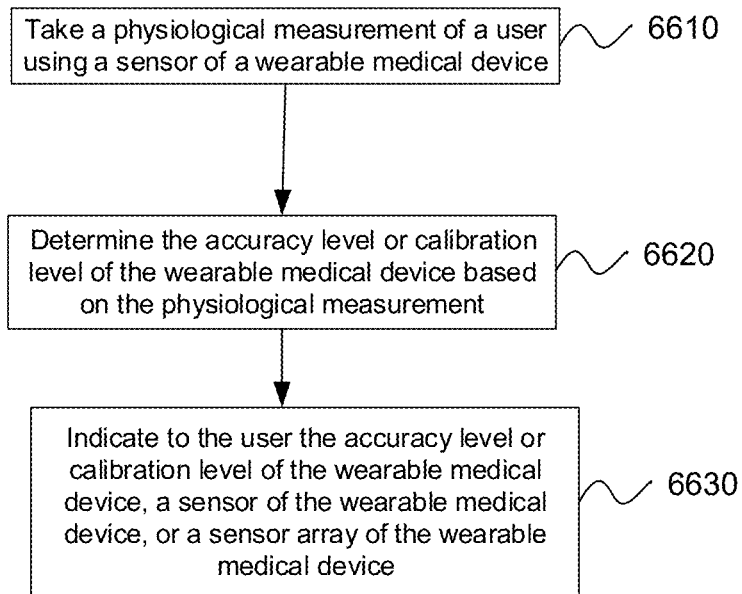 Take a physiological measurement of a user
using a sensor of a wearable medical device
6610
Determine the accuracy level or calibration
level of the wearable medical device based
on the physiological measurement
6620
Indicate to the user the accuracy level or
calibration level of the wearable medical
device, a sensor of the wearable medical
device, or a sensor array of the wearable
medical device
6630